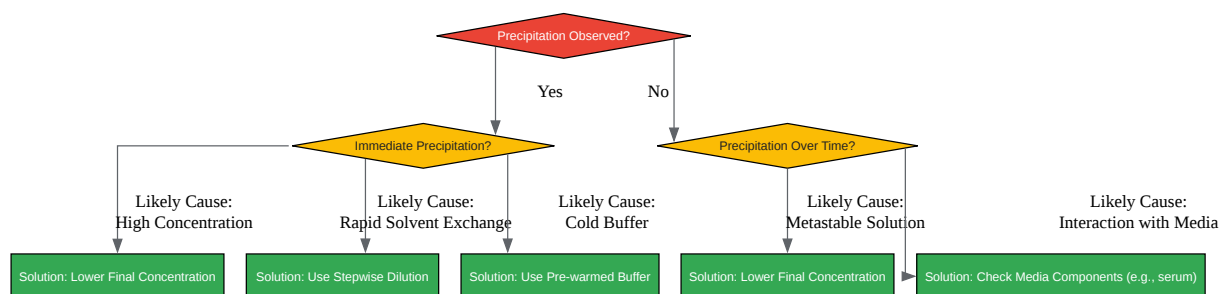 Precipitation Observed?
Yes
No
Immediate Precipitation?
Precipitation Over Time?
Likely Cause:
High Concentration
Likely Cause:
Rapid Solvent Exchange
Likely Cause:
Cold Buffer
Likely Cause:
Metastable Solution
Likely Cause:
Interaction with Media
Solution: Lower Final Concentration
Solution: Use Stepwise Dilution
Solution: Use Pre-warmed Buffer
Solution: Lower Final Concentration
Solution: Check Media Components (e.g., serum)